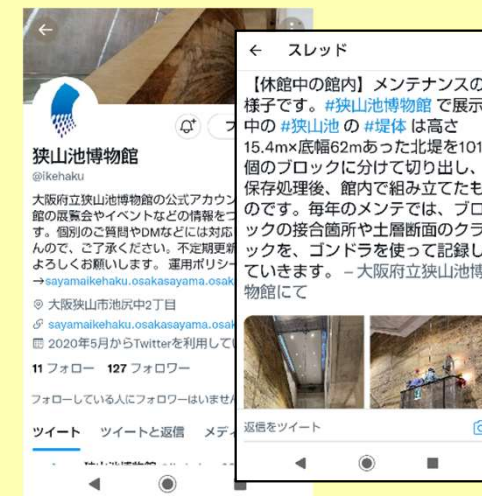 狭山池博物館
@ikehaku
大阪府立狭山池博物館の公式アカウン
館の展覧会やイベントなどの情報をつ
す。個別のご質問やDMなどには対応
んので、ご了承ください。不定期更新
よろしくお願いします。 運用ポリシー
→sayamaikehaku.osakasayama.osak
大阪狭山市池尻中2丁目
sayamaikehaku.osakasayama.osak
2020年5月からTwitterを利用してい
11 フォロー 127 フォロワー
フォローしている人にフォロワーはいませ
ツイート ツイートと返信 メデ
スレッド
【休館中の館内】メンテナンスの
様子です。#狭山池博物館 で展示
中の #狭山池 の #堤体 は高さ
15.4m×底幅62mあった北堤を101
個のブロックに分けて切り出し、
保存処理後、館内で組み立てたも
のです。毎年のメンテでは、ブロ
ックの接合箇所や土層断面のクラ
ックを、ゴンドラを使って記録し
ていきます。 – 大阪府立狭山池博
物館にて
返信をツイート